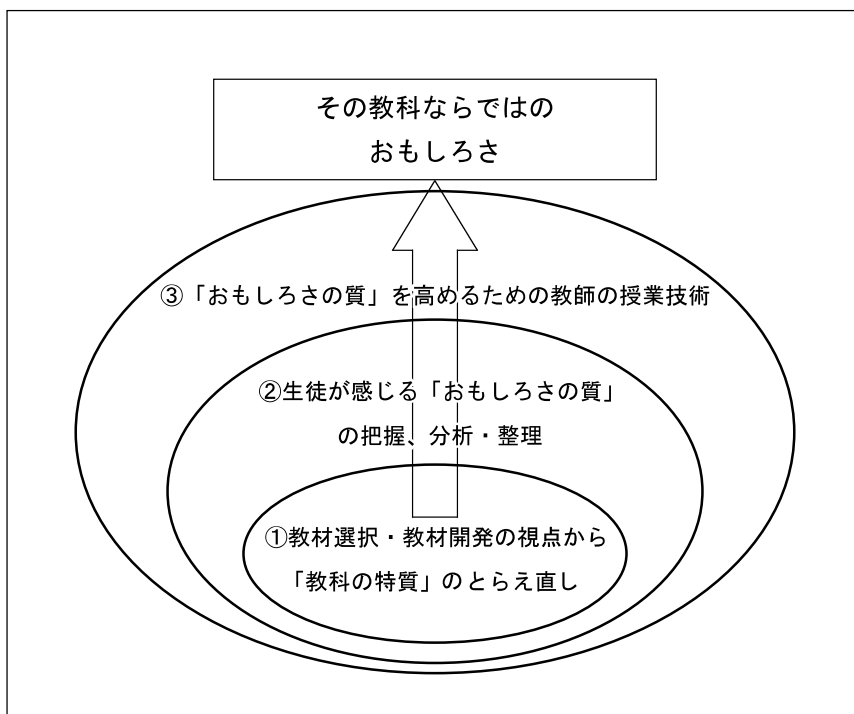 その教科ならではの
おもしろさ
③「おもしろさの質」を高めるための教師の授業技術
②生徒が感じる「おもしろさの質」
の把握、分析・整理
①教材選択・教材開発の視点から
「教科の特質」のとらえ直し